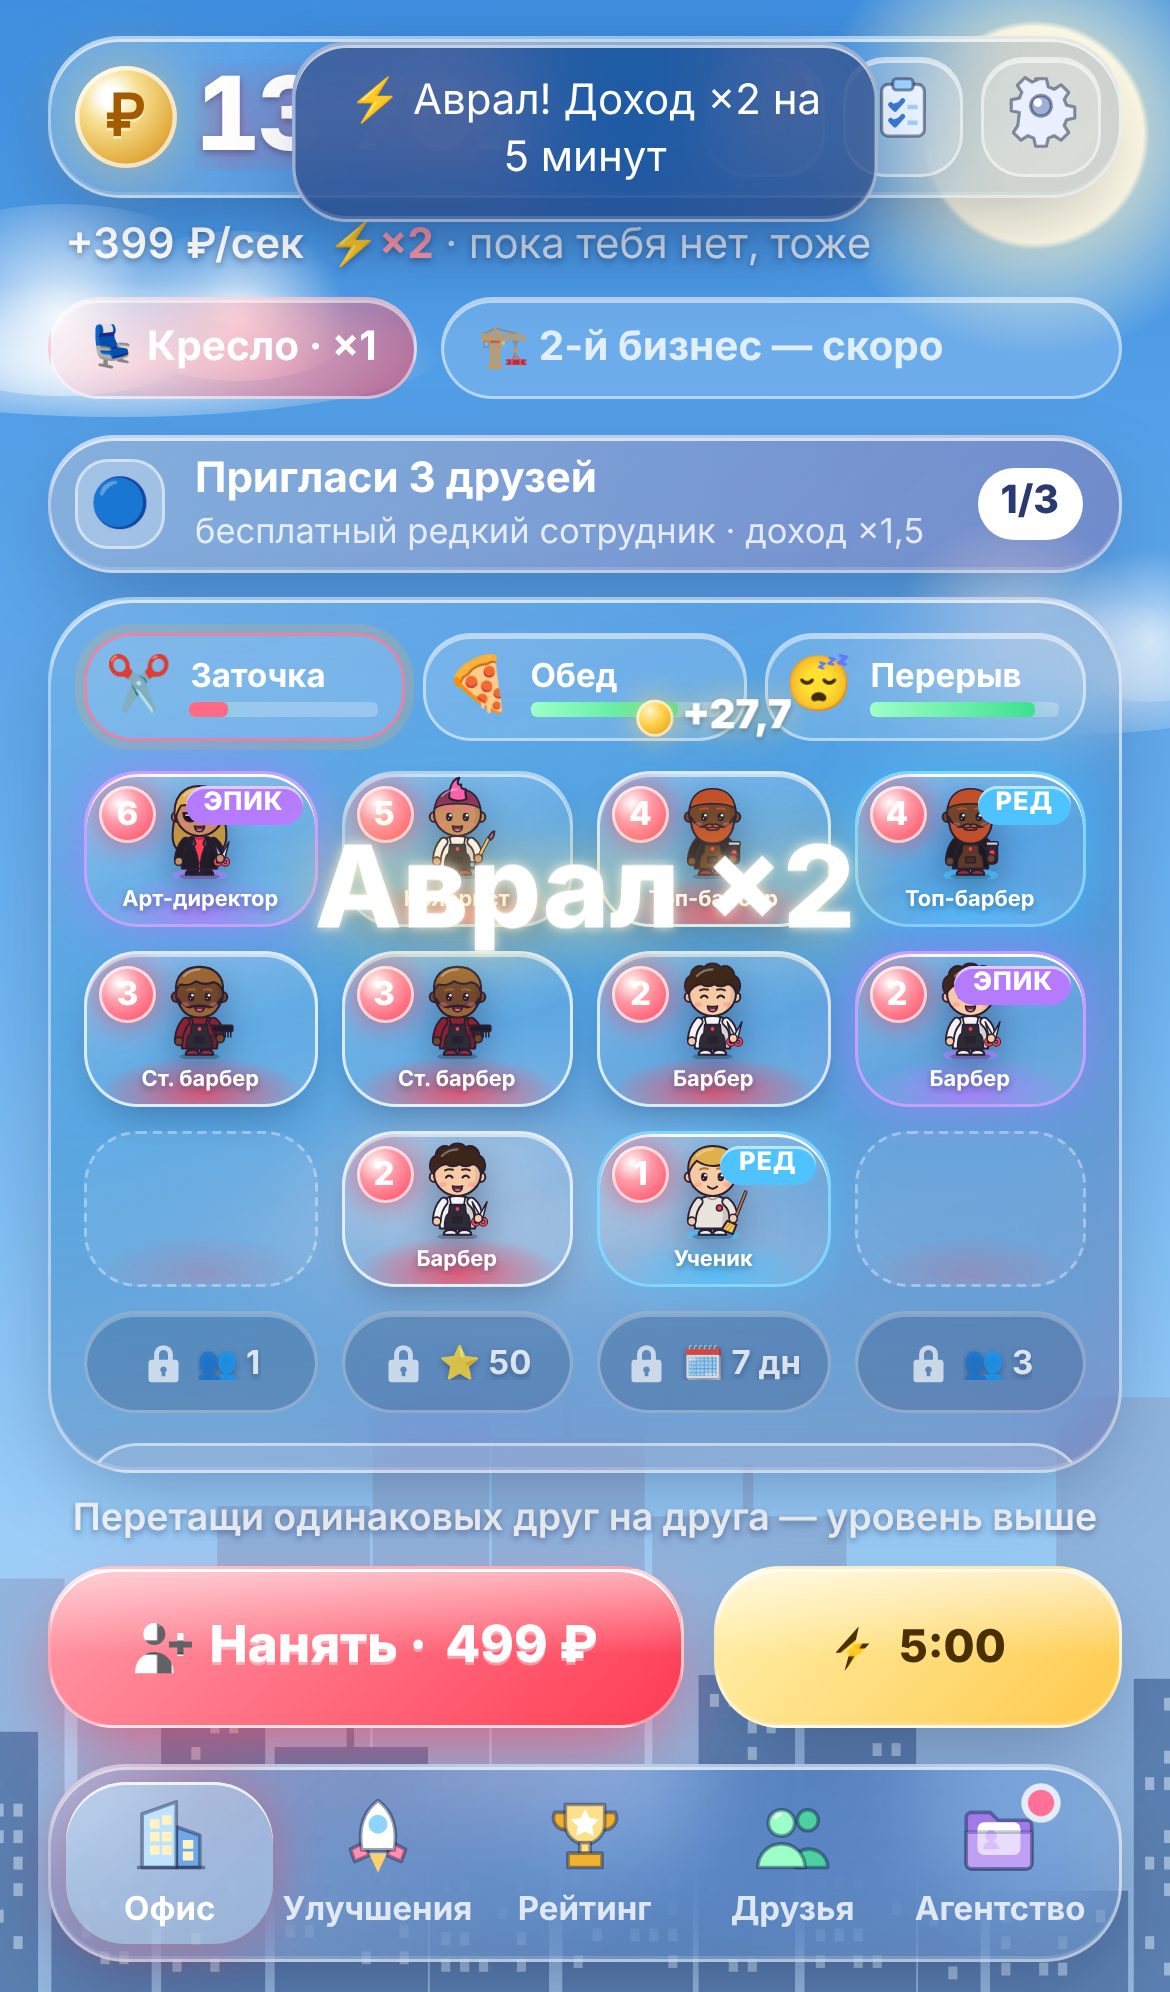 ₽ 13
⚡ Аврал! Доход ×2 на
5 минут
+399 ₽/сек ⚡×2 · пока тебя нет, тоже
Кресло · ×1
2-й бизнес — скоро
Пригласи 3 друзей
бесплатный редкий сотрудник · доход ×1,5
1/3
Заточка
Обед
Перерыв
+27,7
6 ЭПИК
Арт-директор
5
4
Топ-барбер
4 РЕД
Топ-барбер
Аврал ×2
3
Ст. барбер
3
Ст. барбер
2
Барбер
2 ЭПИК
Барбер
2
Барбер
1 РЕД
Ученик
1
50
7 дн
3
Перетащи одинаковых друг на друга — уровень выше
Нанять · 499 ₽
5:00
Офис
Улучшения
Рейтинг
Друзья
Агентство